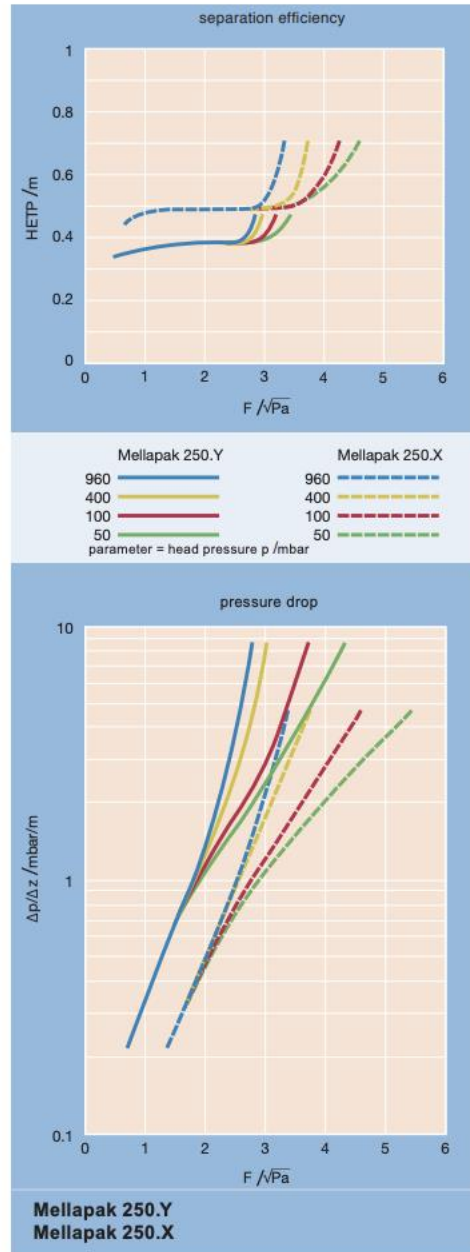 separation efficiency
1
0.8
0.6
0.4
0.2
0
HETP /m
0 1 2 3 4 5 6
F /√Pa
Mellapak 250.Y Mellapak 250.X
960 960
400 400
100 100
50 50
parameter = head pressure p /mbar
pressure drop
10
1
0.1
Δp/Δz /mbar/m
0 1 2 3 4 5 6
F /√Pa
Mellapak 250.Y
Mellapak 250.X